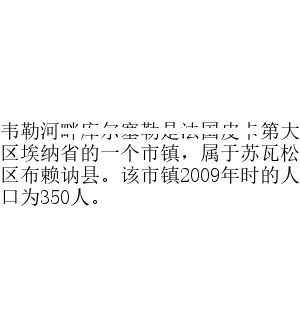 韦勒河畔库尔塞勒是法国皮卡第大
区埃纳省的一个市镇，属于苏瓦松
区布赖讷县。该市镇2009年时的人
口为350人。